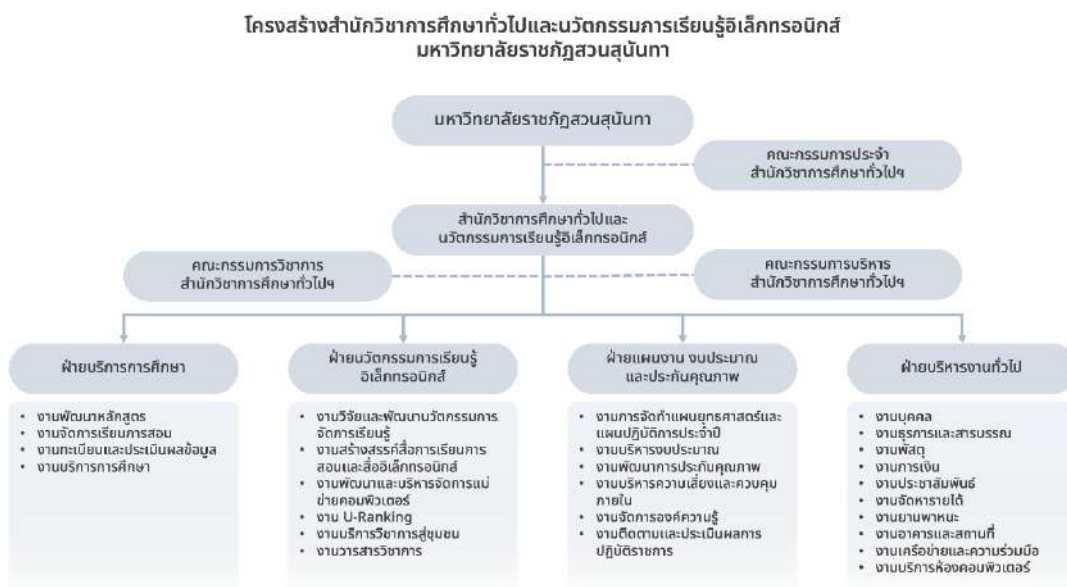 โครงสร้างสำนักวิชาการศึกษาทั่วไปและนวัตกรรมการเรียนรู้อิเล็กทรอนิกส์
มหาวิทยาลัยราชภัฏสวนสุนันทา
มหาวิทยาลัยราชภัฏสวนสุนันทา
คณะกรรมการประจำ
สำนักวิชาการศึกษาทั่วไปฯ
สำนักวิชาการศึกษาทั่วไปและ
นวัตกรรมการเรียนรู้อิเล็กทรอนิกส์
คณะกรรมการวิชาการ
สำนักวิชาการศึกษาทั่วไปฯ
คณะกรรมการบริหาร
สำนักวิชาการศึกษาทั่วไปฯ
ฝ่ายบริการการศึกษา
• งานพัฒนาหลักสูตร
• งานจัดการเรียนการสอน
• งานทะเบียนและประเมินผลข้อมูล
• งานบริการการศึกษา
ฝ่ายนวัตกรรมการเรียนรู้
อิเล็กทรอนิกส์
• งานวิจัยและพัฒนานวัตกรรมการ
จัดการเรียนรู้
• งานสร้างสรรค์สื่อการเรียนการ
สอนและสื่ออิเล็กทรอนิกส์
• งานพัฒนาและบริหารจัดการแม่
ข่ายคอมพิวเตอร์
• งาน U-Ranking
• งานบริการวิชาการสู่ชุมชน
• งานวารสารวิชาการ
ฝ่ายแผนงาน งบประมาณ
และประกันคุณภาพ
• งานการจัดทำแผนยุทธศาสตร์และ
แผนปฏิบัติการประจำปี
• งานบริหารงบประมาณ
• งานพัฒนาการประกันคุณภาพ
• งานบริหารความเสี่ยงและควบคุม
ภายใน
• งานจัดการองค์ความรู้
• งานติดตามและประเมินผลการ
ปฏิบัติราชการ
ฝ่ายบริหารงานทั่วไป
• งานบุคคล
• งานธุรการและสารบรรณ
• งานพัสดุ
• งานการเงิน
• งานประชาสัมพันธ์
• งานจัดหารายได้
• งานยานพาหนะ
• งานอาคารและสถานที่
• งานเครือข่ายและความร่วมมือ
• งานบริการห้องคอมพิวเตอร์